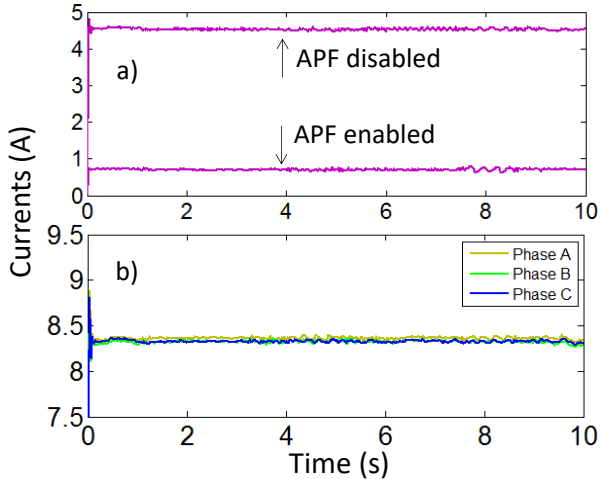 5
4
3
2
1
0
a)
APF disabled
APF enabled
0 2 4 6 8 10
Currents (A)
9.5
9
8.5
8
7.5
b)
Phase A
Phase B
Phase C
0 2 4 6 8 10
Time (s)